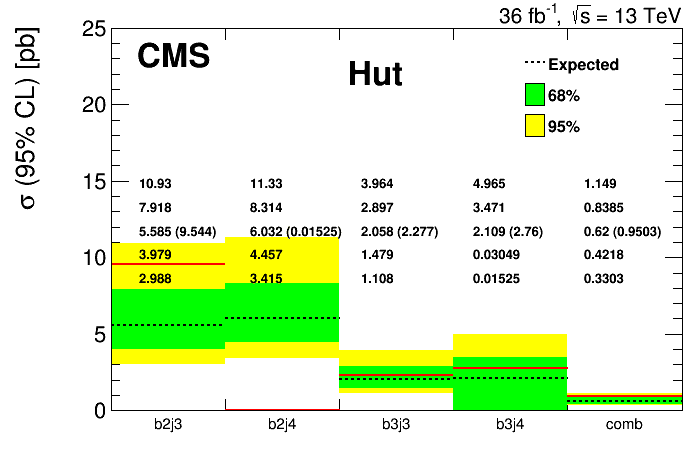 36 fb-1, √s = 13 TeV
σ (95% CL) [pb]
CMS
Hut
Expected
68%
95%
25
20
15
10
5
0
10.93 11.33 3.964 4.965 1.149
7.918 8.314 2.897 3.471 0.8385
5.585 (9.544) 6.032 (0.01525) 2.058 (2.277) 2.109 (2.76) 0.62 (0.9503)
3.979 4.457 1.479 0.03049 0.4218
2.988 3.415 1.108 0.01525 0.3303
b2j3 b2j4 b3j3 b3j4 comb